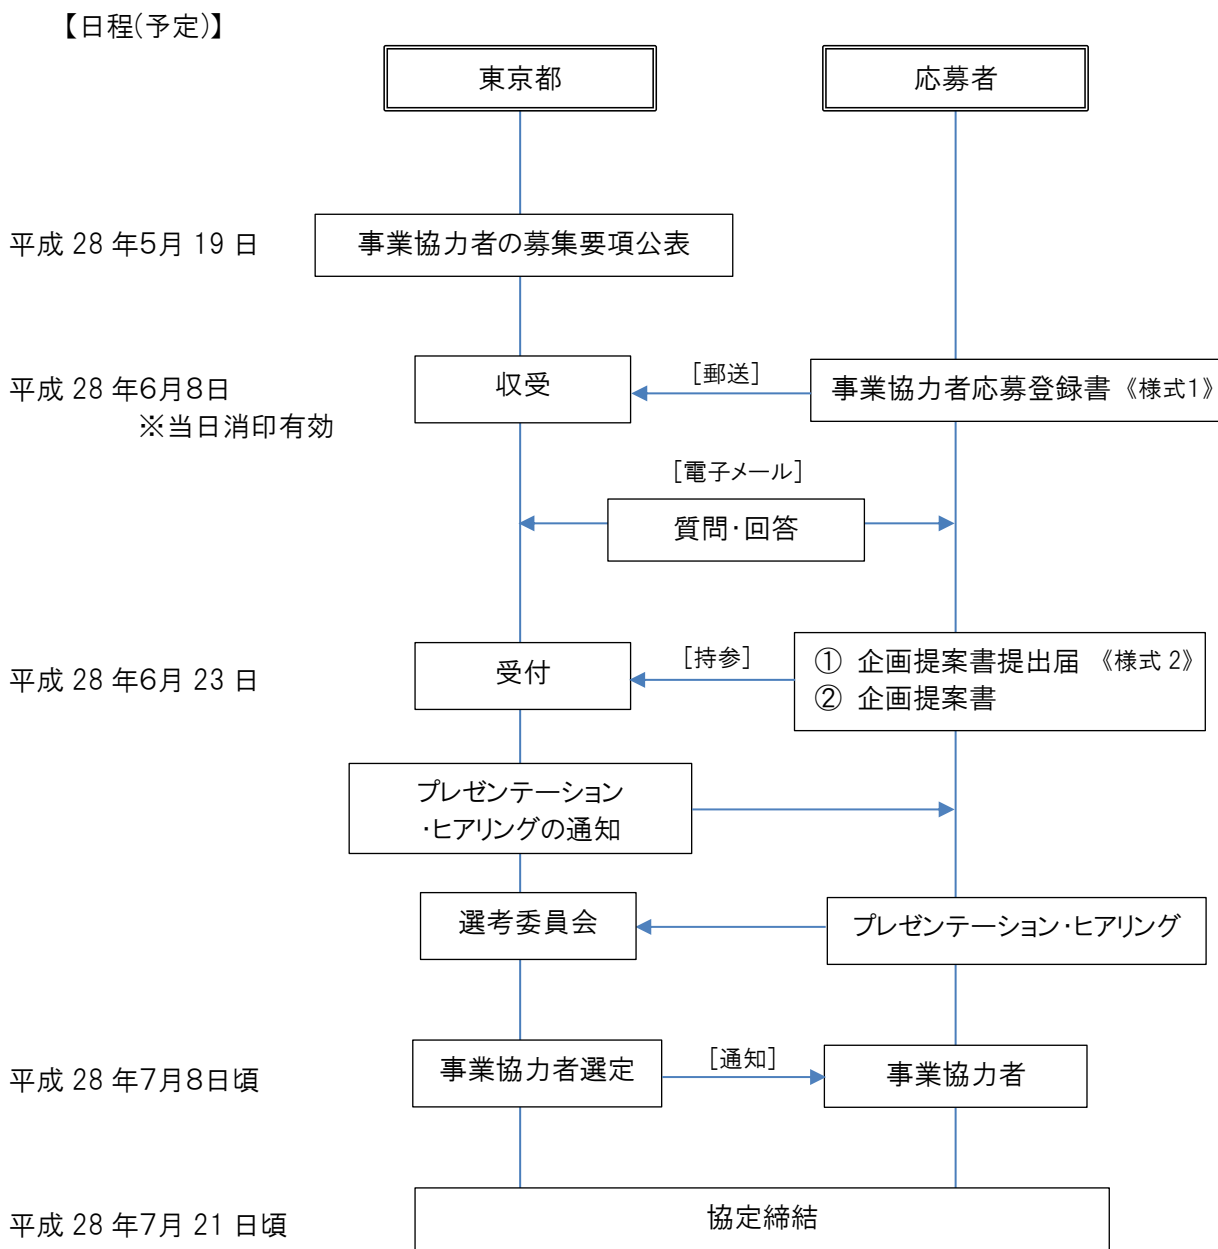 【日程(予定)】
東京都
応募者
平成 28 年5月 19 日
事業協力者の募集要項公表
平成 28 年6月8日
※当日消印有効
収受
[郵送]
事業協力者応募登録書 《様式1》
[電子メール]
質問・回答
平成 28 年6月 23 日
受付
[持参]
① 企画提案書提出届 《様式 2》
② 企画提案書
プレゼンテーション
・ヒアリングの通知
選考委員会
プレゼンテーション・ヒアリング
平成 28 年7月8日頃
事業協力者選定
[通知]
事業協力者
平成 28 年7月 21 日頃
協定締結